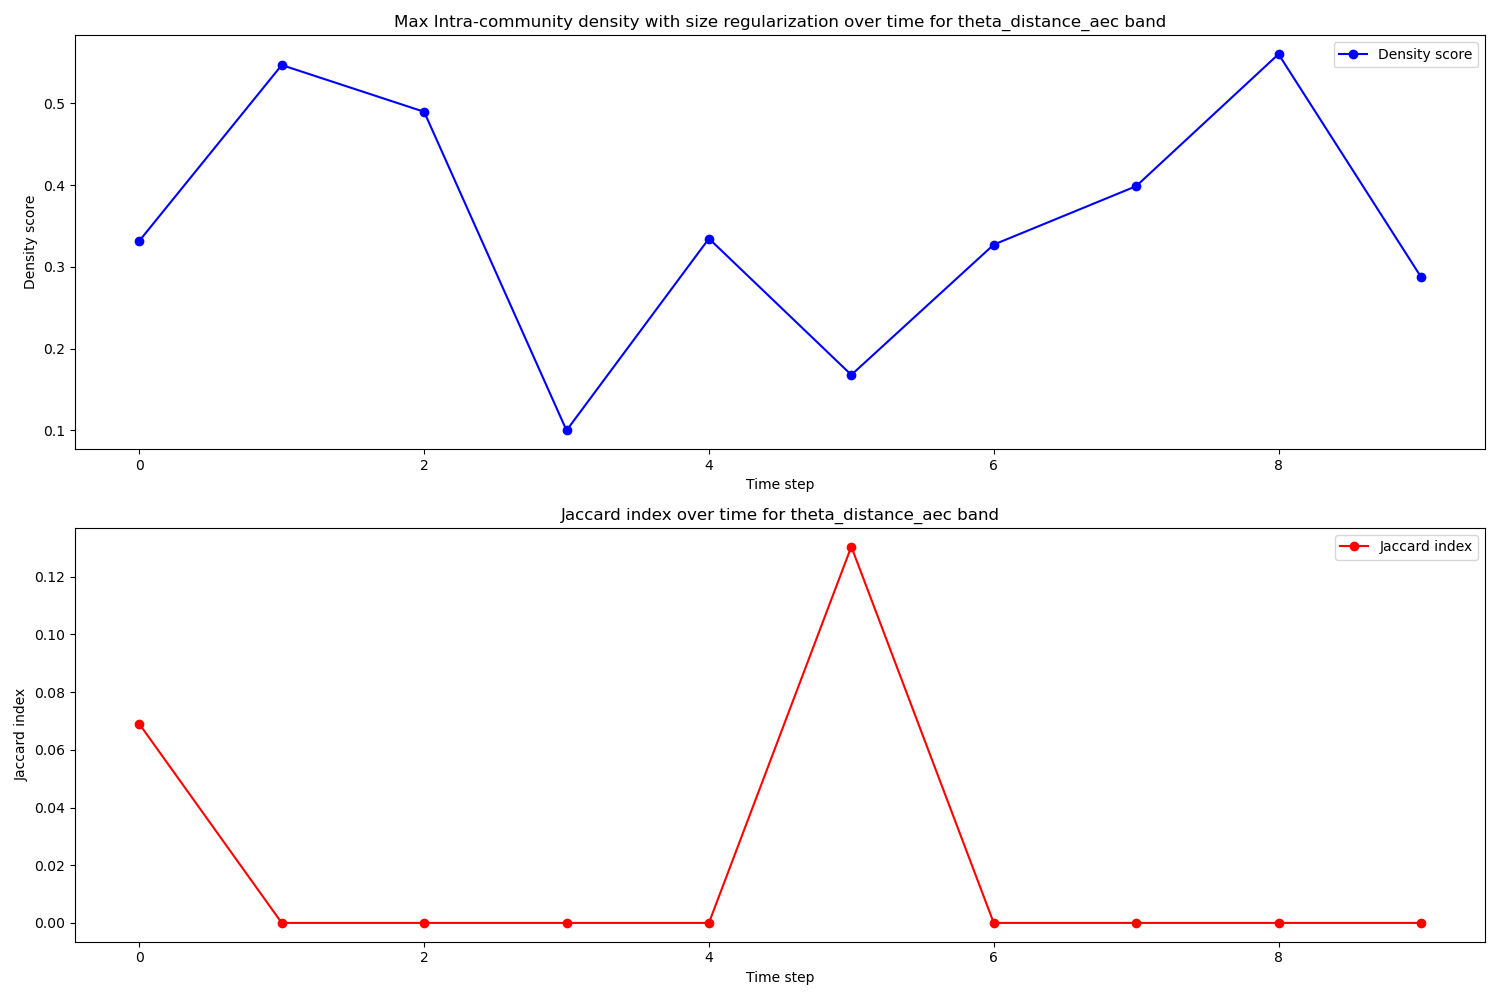 Max Intra-community density with size regularization over time for theta_distance_aec band
Density score
Density score
0.5
0.4
0.3
0.2
0.1
0 2 4 6 8
Time step
Jaccard index over time for theta_distance_aec band
Jaccard index
Jaccard index
0.12
0.10
0.08
0.06
0.04
0.02
0.00
0 2 4 6 8
Time step